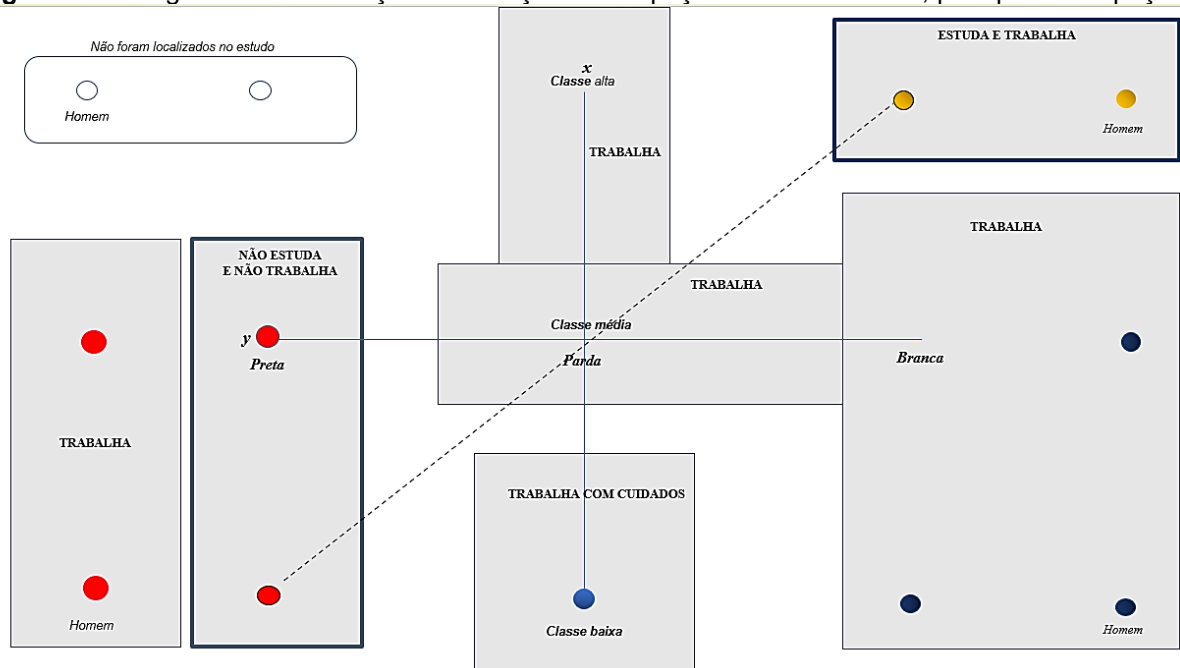 Não foram localizados no estudo
Homem
x
Classe alta
TRABALHA
ESTUDA E TRABALHA
Homem
TRABALHA
NÃO ESTUDA
E NÃO TRABALHA
y
Preta
TRABALHA
Homem
TRABALHA
Classe média
Parda
Branca
TRABALHA COM CUIDADOS
Classe baixa
Homem